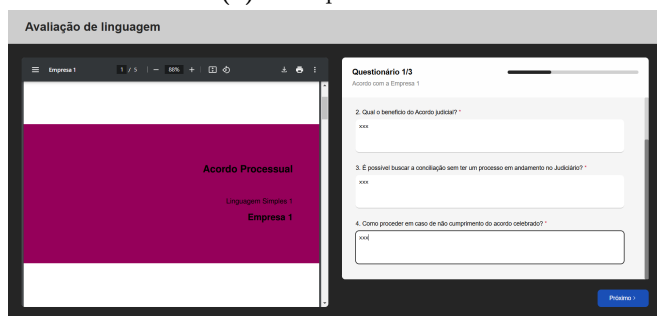 Avaliação de linguagem
Empresa 1
1 / 5
88%
Acordo Processual
Linguagem Simples 1
Empresa 1
Questionário 1/3
Acordo com a Empresa 1
2. Qual o benefício do Acordo judicial? *
xxx
3. É possível buscar a conciliação sem ter um processo em andamento no Judiciário? *
xxx
4. Como proceder em caso de não cumprimento do acordo celebrado? *
xxx
Próximo